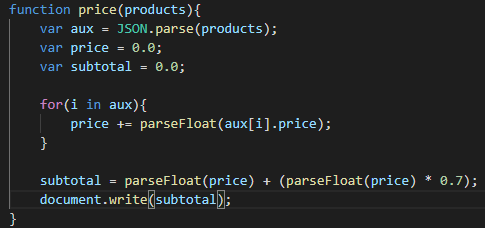 function price(products){
    var aux = JSON.parse(products);
    var price = 0.0;
    var subtotal = 0.0;

    for(i in aux){
        price += parseFloat(aux[i].price);
    }

    subtotal = parseFloat(price) + (parseFloat(price) * 0.7);
    document.write(subtotal);
}